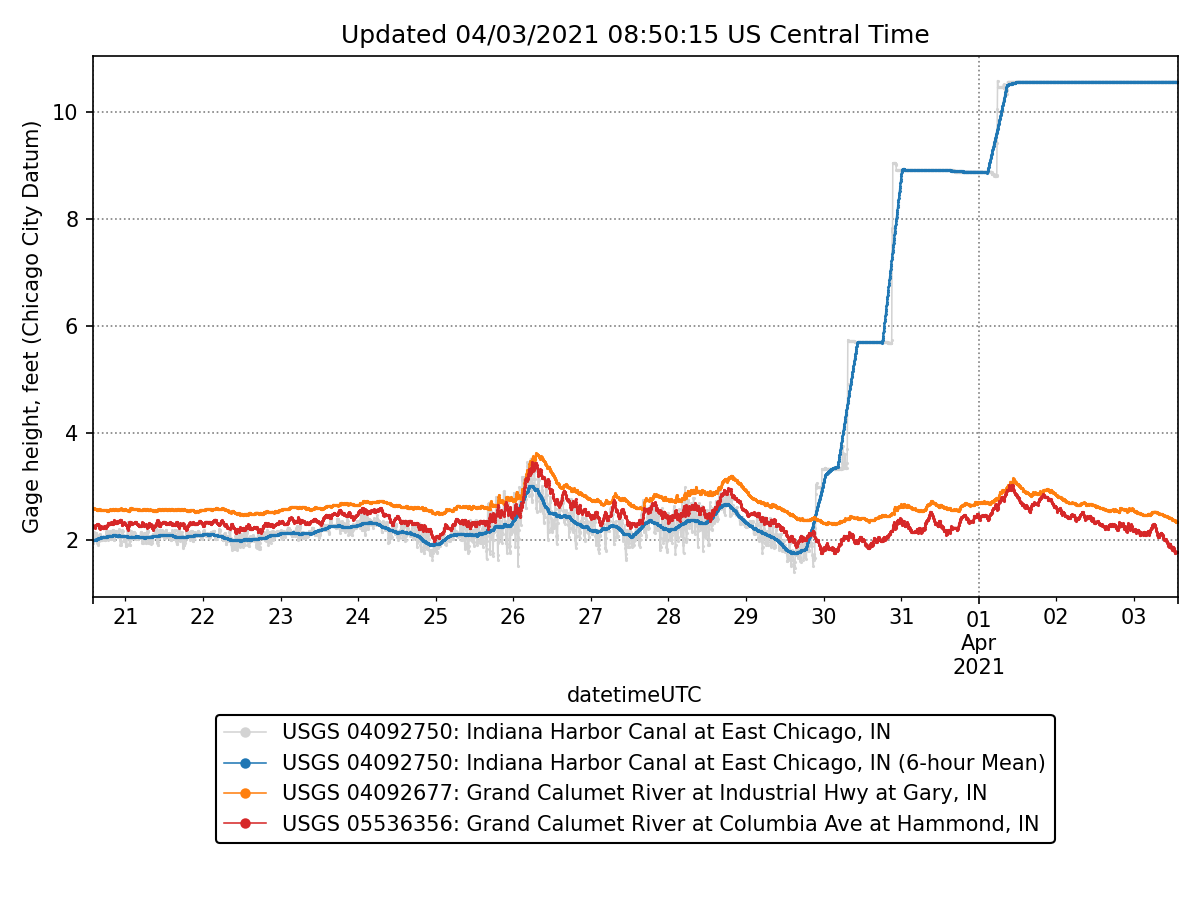 Updated 04/03/2021 08:50:15 US Central Time
Gage height, feet (Chicago City Datum)
10
8
6
4
2
21 22 23 24 25 26 27 28 29 30 31 01 02 03
Apr
2021
datetimeUTC
USGS 04092750: Indiana Harbor Canal at East Chicago, IN
USGS 04092750: Indiana Harbor Canal at East Chicago, IN (6-hour Mean)
USGS 04092677: Grand Calumet River at Industrial Hwy at Gary, IN
USGS 05536356: Grand Calumet River at Columbia Ave at Hammond, IN